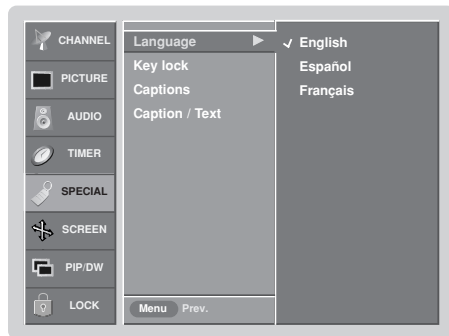 CHANNEL
PICTURE
AUDIO
TIMER
SPECIAL
SCREEN
PIP/DW
LOCK
Language
Key lock
Captions
Caption / Text
Menu Prev.
English
Español
Français